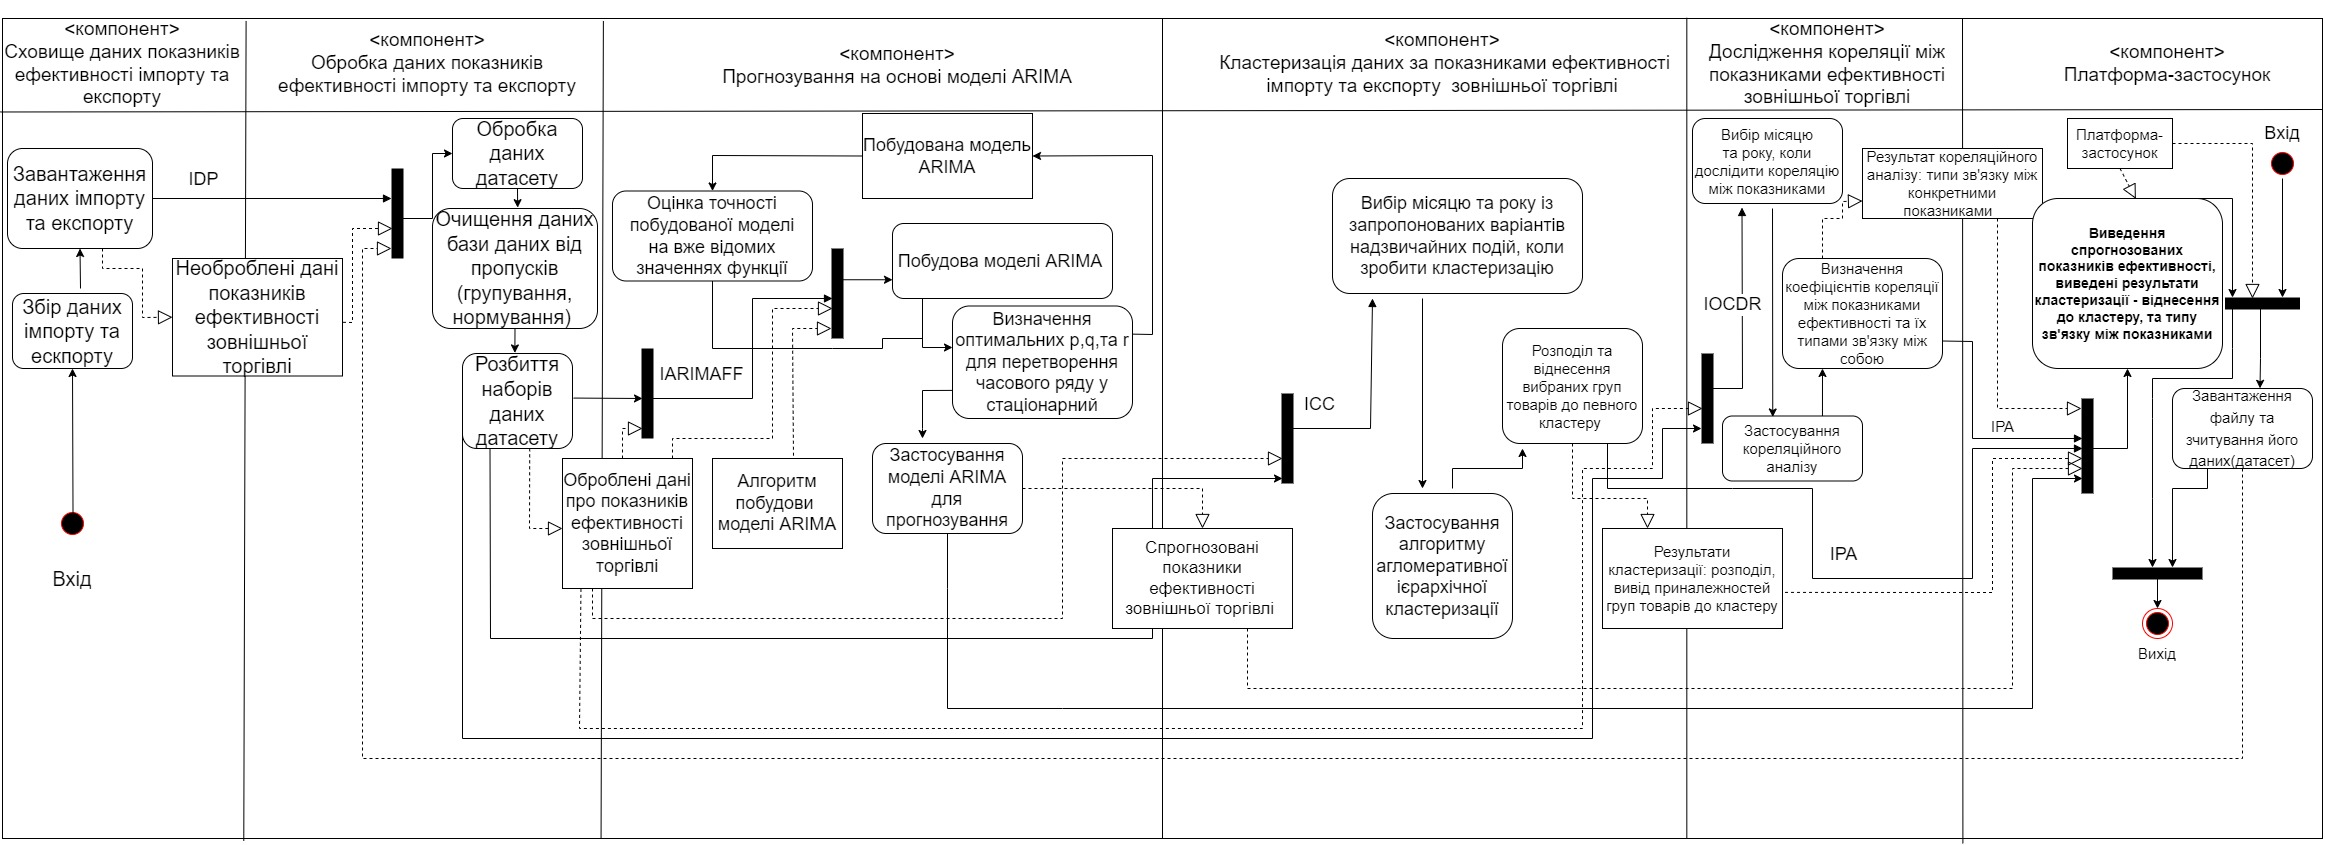 <компонент>
Сховище даних показників
ефективності імпорту та
експорту
<компонент>
Обробка даних показників
ефективності імпорту та експорту
<компонент>
Прогнозування на основі моделі ARIMA
<компонент>
Кластеризація даних за показниками ефективності
імпорту та експорту зовнішньої торгівлі
<компонент>
Дослідження кореляції між
показниками ефективності
зовнішньої торгівлі
<компонент>
Платформа-застосунок
Завантаження
даних імпорту
та експорту
IDP
Збір даних
імпорту та
ескпорту
Вхід
Необроблені дані
показників
ефективності
зовнішньої
торгівлі
Обробка
даних
датасету
Очищення даних
бази даних від
пропусків
(групування,
нормування)
Розбиття
наборів
даних
датасету
Оброблені дані
про показників
ефективності
зовнішньої
торгівлі
IARIMAFF
Побудована модель
ARIMA
Оцінка точності
побудованої моделі
на вже відомих
значеннях функції
Побудова моделі ARIMA
Визначення
оптимальних p,q,та r
для перетворення
часового ряду у
стаціонарний
Застосування
моделі ARIMA
для
прогнозування
Алгоритм
побудови
моделі ARIMA
Спрогнозовані
показники
ефективності
зовнішньої торгівлі
ICC
Вибір місяцю та року із
запропонованих варіантів
надзвичайних подій, коли
зробити кластеризацію
Застосування
алгоритму
агломеративної
ієрархічної
кластеризації
Розподіл та
віднесення
вибраних груп
товарів до певного
кластеру
Результати
кластеризації: розподіл,
вивід приналежностей
груп товарів до кластеру
IOCDR
Вибір місяцю
та року, коли
дослідити кореляцію
між показниками
Застосування
кореляційного
аналізу
Визначення
коефіцієнтів кореляції
між показниками
ефективності та їх
типами зв'язку між
собою
Результат кореляційного
аналізу: типи зв'язку між
конкретними
показниками
IPA
IPA
Платформа-
застосунок
Вхід
Виведення
спрогнозованих
показників ефективності,
виведені результати
кластеризації - віднесення
до кластеру, та типу
зв'язку між показниками
Завантаження
файлу та
зчитування його
даних(датасет)
Вихід